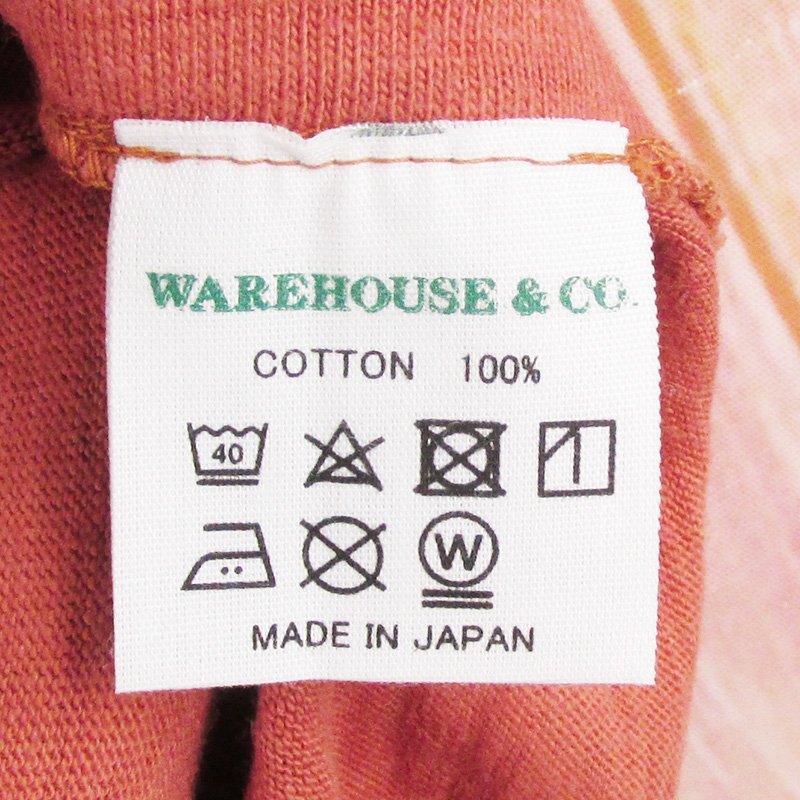 WAREHOUSE & CO.
COTTON 100%
40
W
MADE IN JAPAN